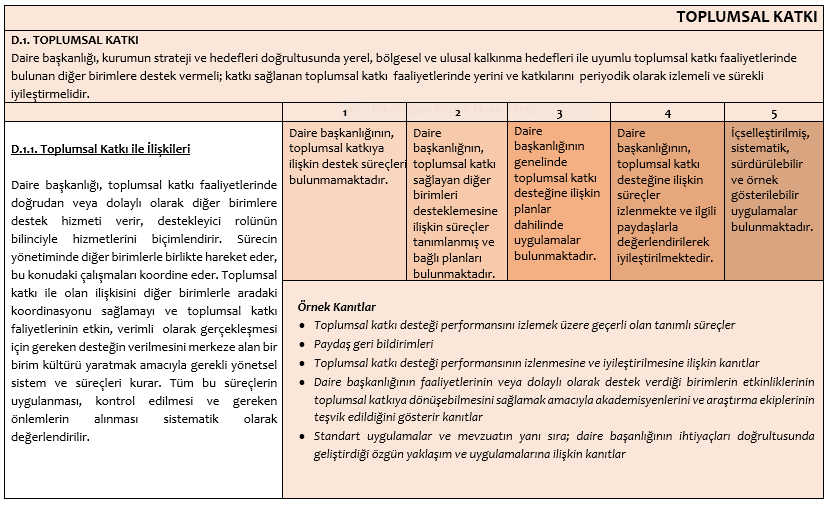 TOPLUMSAL KATKI
D.1. TOPLUMSAL KATKI
Daire başkanlığı, kurumun strateji ve hedefleri doğrultusunda yerel, bölgesel ve ulusal kalkınma hedefleri ile uyumlu toplumsal katkı faaliyetlerinde
bulunan diğer birimlere destek vermeli; katkı sağlanan toplumsal katkı faaliyetlerinde yerini ve katkılarını periyodik olarak izlemeli ve sürekli
iyileştirmelidir.
D.1.1. Toplumsal Katkı ile İlişkileri
Daire başkanlığı, toplumsal katkı faaliyetlerinde
doğrudan veya dolaylı olarak diğer birimlere
destek hizmeti verir, destekleyici rolünün
bilinciyle hizmetlerini biçimlendirir. Sürecin
yönetiminde diğer birimlerle birlikte hareket eder,
bu konudaki çalışmaları koordine eder. Toplumsal
katkı ile olan ilişkisini diğer birimlerle aradaki
koordinasyonu sağlamayı ve toplumsal katkı
faliyetlerinin etkin, verimli olarak gerçekleşmesi
için gereken desteğin verilmesini merkeze alan bir
birim kültürü yaratmak amacıyla gerekli yönetsel
sistem ve süreçleri kurar. Tüm bu süreçlerin
uygulanması, kontrol edilmesi ve gereken
önlemlerin alınması sistematik olarak
değerlendirilir.
1
Daire başkanlığının,
toplumsal katkıya
ilişkin destek süreçleri
bulunmamaktadır.
2
Daire
başkanlığnın,
toplumsal katkı
sağlayan diğer
birimleri
desteklemesine
ilişkin süreçler
tanımlanmış ve
bağlı planları
bulunmaktadır.
3
Daire
başkanlığının
genelinde
toplumsal katkı
desteğine ilişkin
planlar
dahilinde
uygulamalar
bulunmaktadır.
4
Daire
başkanlığının,
toplumsal katkı
desteğine ilişkin
süreçler
izlenmekte ve ilgili
paydaşlarla
değerlendirilerek
iyileştirilmektedir.
5
İçselleştirilmiş,
sistematik,
sürdürülebilir
ve örnek
gösterilebilir
uygulamalar
bulunmaktadır.
Örnek Kanıtlar
• Toplumsal katkı desteği performansını izlemek üzere geçerli olan tanımlı süreçler
• Paydaş geri bildirimleri
• Toplumsal katkı desteği performansının izlenmesine ve iyileştirilmesine ilişkin kanıtlar
• Daire başkanlığının faaliyetlerinin veya dolaylı olarak destek verdiği birimlerin etkinliklerinin
toplumsal katkıya dönüşebilmesini sağlamak amacıyla akademisyenlerini ve araştırma ekiplerinin
teşvik edildiğini gösterir kanıtlar
• Standart uygulamalar ve mevzuatın yanı sıra; daire başanlığının ihtiyaçları doğrultusunda
geliştirdiği özgün yaklaşım ve uygulamalarına ilişkin kanıtlar